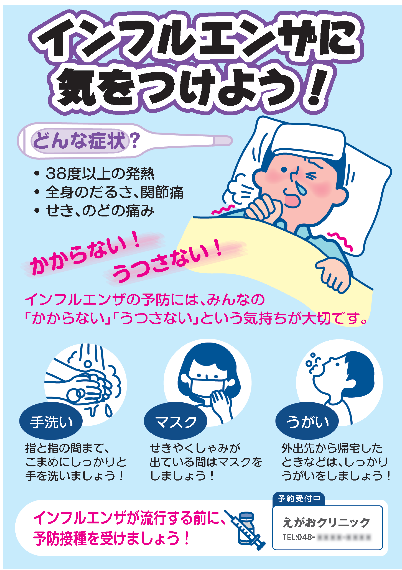 インフルエンザに
気をつけよう！
どんな症状？
• 38度以上の発熱
• 全身のだるさ、関節痛
• せき、のどの痛み
かからない！
うつさない！
インフルエンザの予防には、みんなの
「かからない」「うつさない」という気持ちが大切です。
手洗い
指と指の間まで、
こまめにしっかりと
手を洗いましょう！
マスク
せきやくしゃみが
出ている間はマスクを
しましょう！
うがい
外出先から帰宅した
ときなどは、しっかり
うがいをしましょう！
インフルエンザが流行する前に、
予防接種を受けましょう！
予約受付中
えがおクリニック
TEL:048-